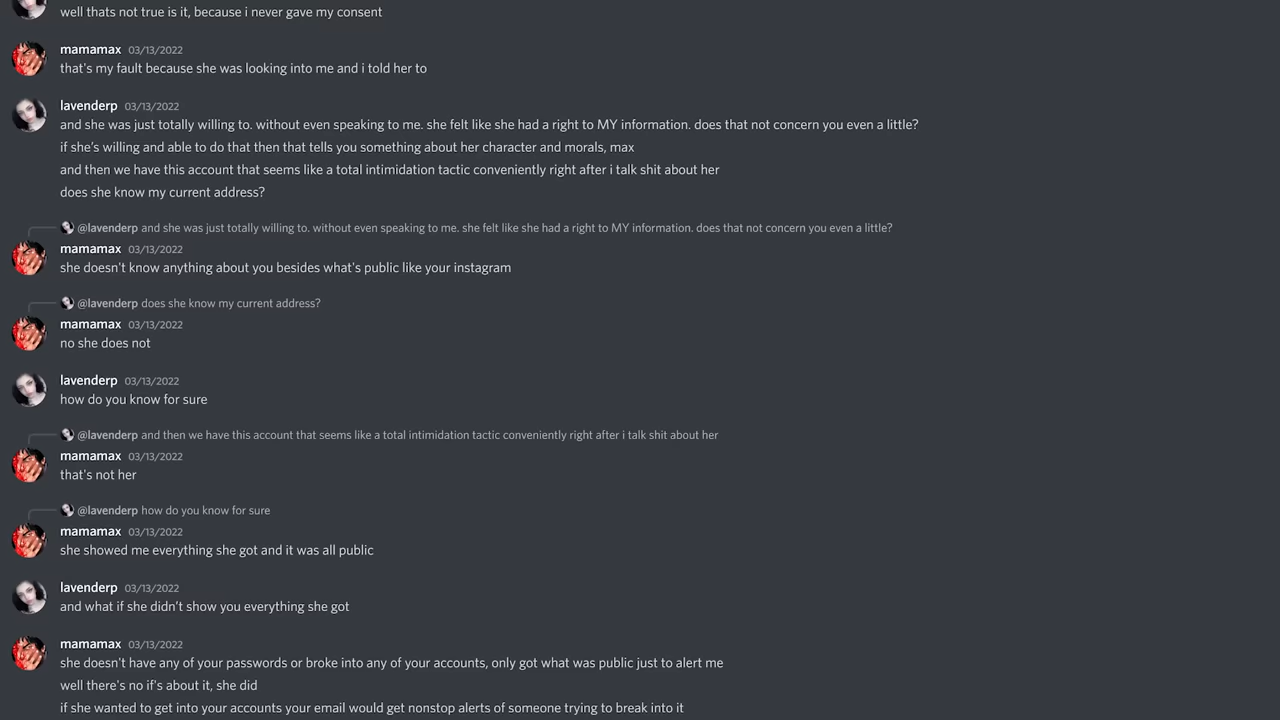 well thats not true is it, because i never gave my consent
mamamax 03/13/2022
that's my fault because she was looking into me and i told her to
lavenderp 03/13/2022
and she was just totally willing to. without even speaking to me. she felt like she had a right to MY information. does that not concern you even a little?
if she's willing and able to do that then that tells you something about her character and morals, max
and then we have this account that seems like a total intimidation tactic conveniently right after i talk shit about her
does she know my current address?
@lavenderp and she was just totally willing to. without even speaking to me. she felt like she had a right to MY information. does that not concern you even a little?
mamamax 03/13/2022
she doesn't know anything about you besides what's public like your instagram
@lavenderp does she know my current address?
mamamax 03/13/2022
no she does not
lavenderp 03/13/2022
how do you know for sure
@lavenderp and then we have this account that seems like a total intimidation tactic conveniently right after i talk shit about her
mamamax 03/13/2022
that's not her
@lavenderp how do you know for sure
mamamax 03/13/2022
she showed me everything she got and it was all public
lavenderp 03/13/2022
and what if she didn't show you everything she got
mamamax 03/13/2022
she doesn't have any of your passwords or broke into any of your accounts, only got what was public just to alert me
well there's no if's about it, she did
if she wanted to get into your accounts your email would get nonstop alerts of someone trying to break into it